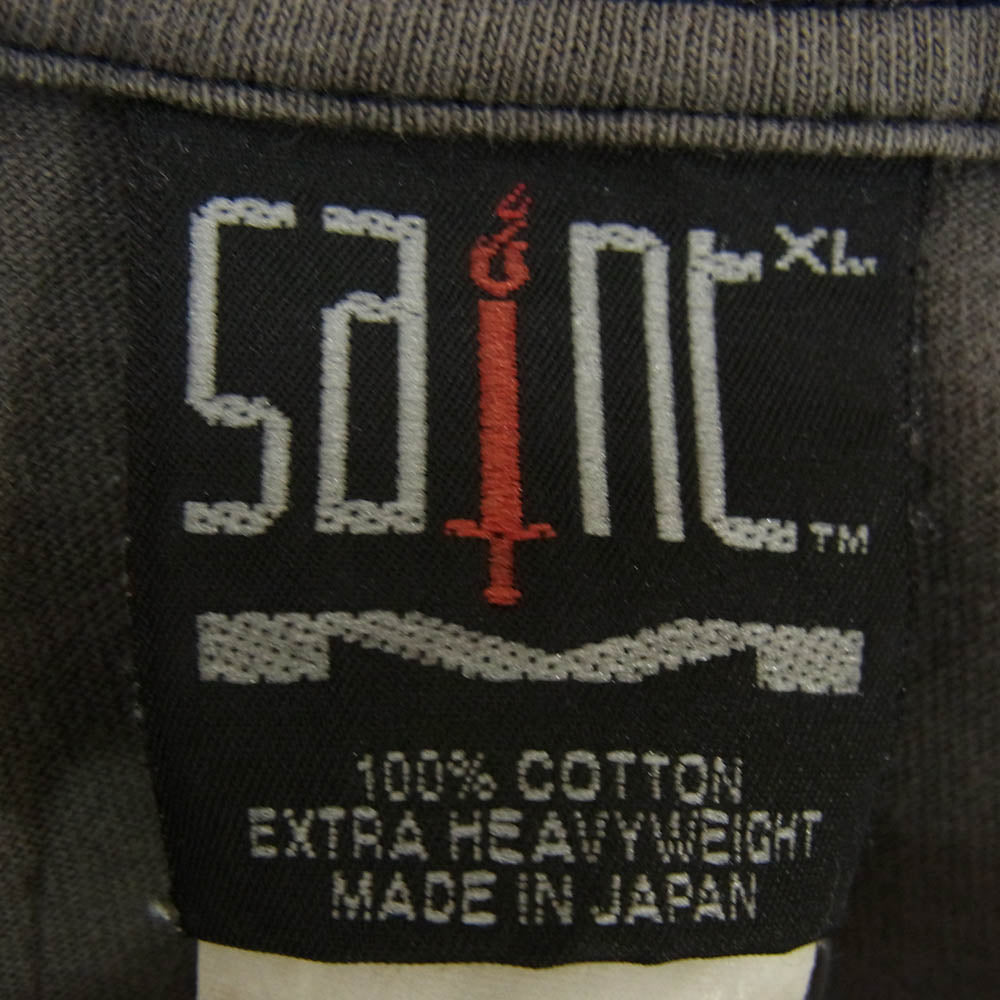 SaINt XL
TM
100% COTTON
EXTRA HEAVYWEIGHT
MADE IN JAPAN